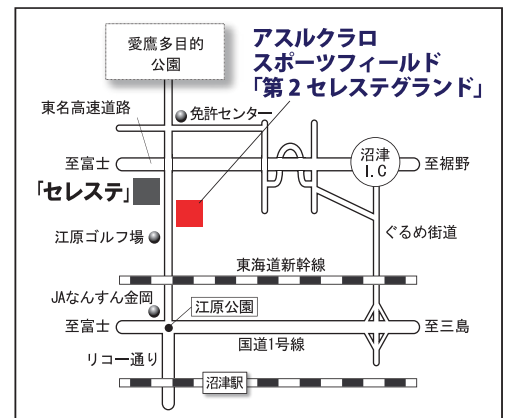 愛鷹多目的
公園
アスルクラロ
スポーツフィールド
「第2セレステグランド」
東名高速道路
免許センター
至富士
沼津
I.C
至裾野
「セレステ」
江原ゴルフ場
ぐるめ街道
東海道新幹線
JAなんすん金岡
江原公園
至富士
至三島
国道1号線
リコー通り
沼津駅